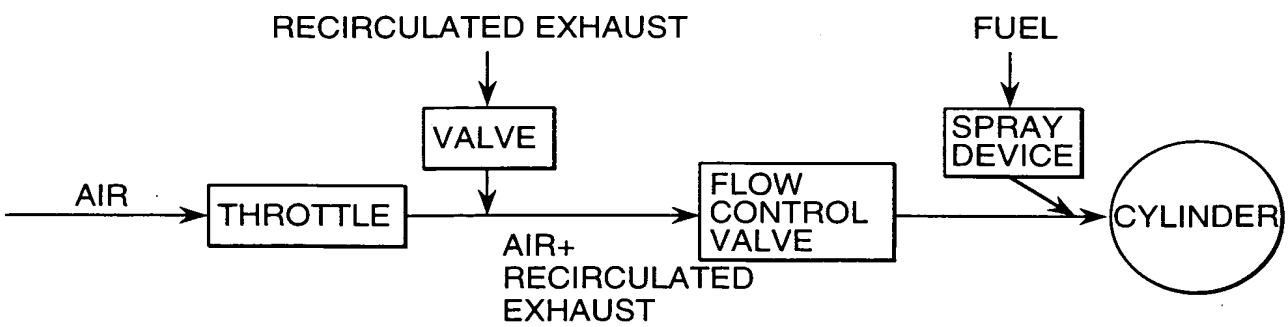 RECIRCULATED EXHAUST
FUEL
VALVE
SPRAY
DEVICE
AIR
THROTTLE
FLOW
CONTROL
VALVE
CYLINDER
AIR+
RECIRCULATED
EXHAUST